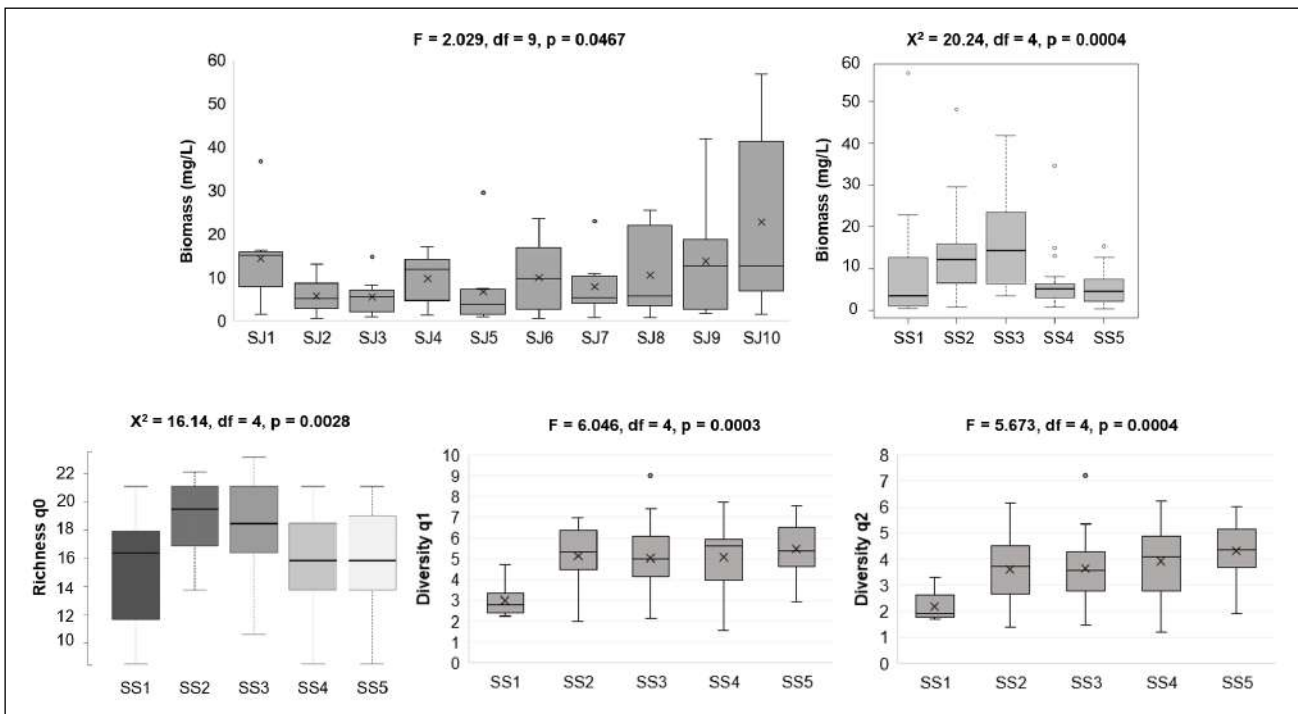 F = 2.029, df = 9, p = 0.0467
Biomass (mg/L)
60
50
40
30
20
10
0
SJ1 SJ2 SJ3 SJ4 SJ5 SJ6 SJ7 SJ8 SJ9 SJ10
X² = 20.24, df = 4, p = 0.0004
Biomass (mg/L)
60
50
40
30
20
10
0
SS1 SS2 SS3 SS4 SS5
X² = 16.14, df = 4, p = 0.0028
Richness q0
22
20
18
16
14
12
10
SS1 SS2 SS3 SS4 SS5
F = 6.046, df = 4, p = 0.0003
Diversity q1
10
9
8
7
6
5
4
3
2
1
0
SS1 SS2 SS3 SS4 SS5
F = 5.673, df = 4, p = 0.0004
Diversity q2
8
7
6
5
4
3
2
1
0
SS1 SS2 SS3 SS4 SS5